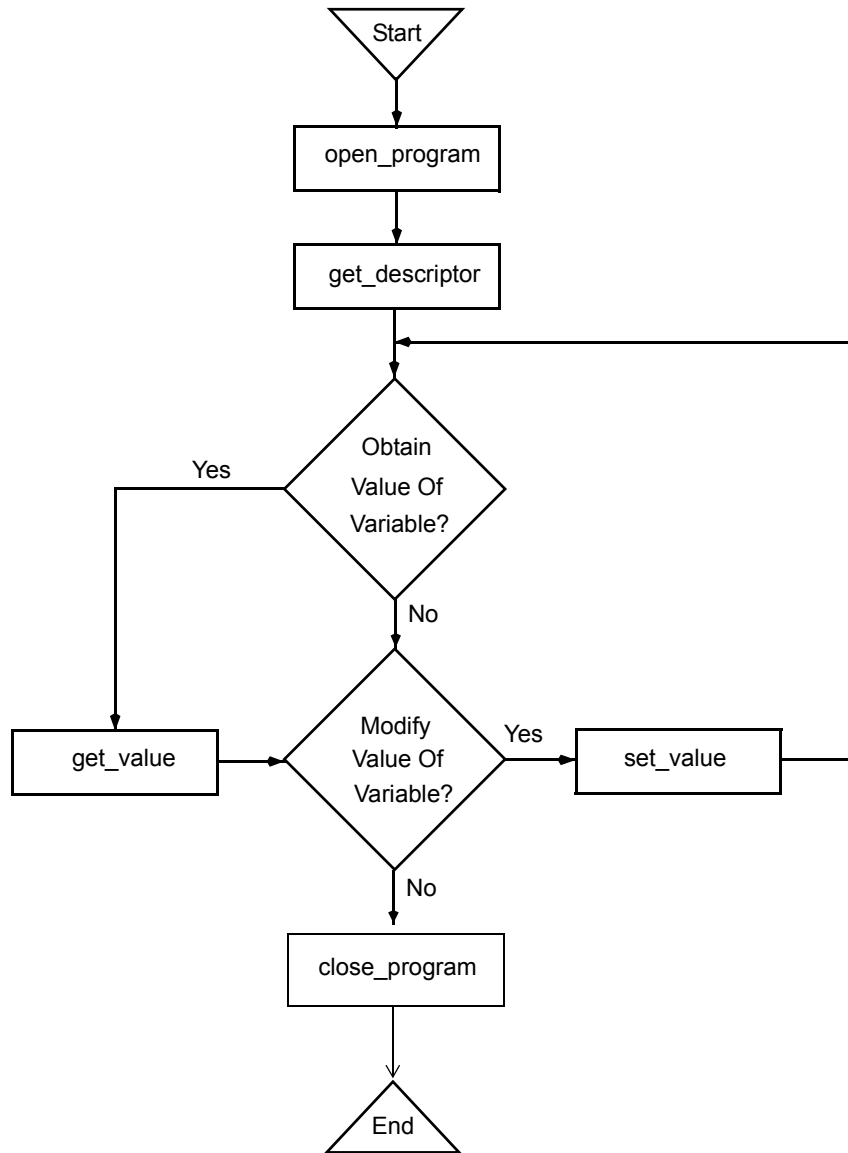 Start
open_program
get_descriptor
Obtain
Value Of
Variable?
Yes
No
get_value
Modify
Value Of
Variable?
Yes
set_value
No
close_program
End